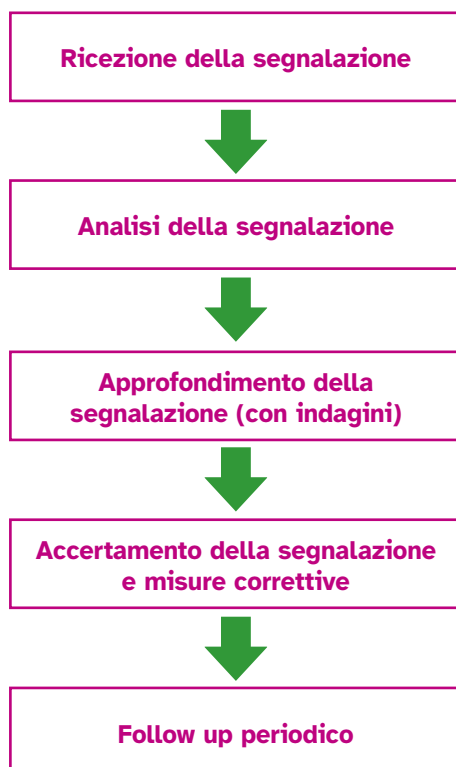 Ricezione della segnalazione
Analisi della segnalazione
Approfondimento della
segnalazione (con indagini)
Accertamento della segnalazione
e misure correttive
Follow up periodico